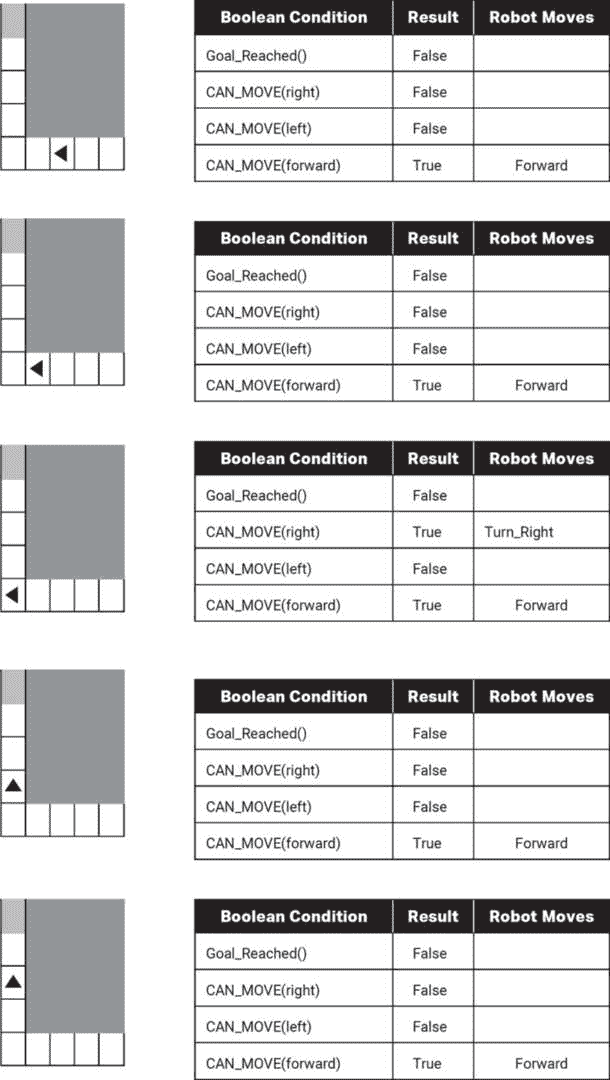 Boolean Condition Result Robot Moves
Goal_Reached() False
CAN_MOVE(right) False
CAN_MOVE(left) False
CAN_MOVE(forward) True Forward
Boolean Condition Result Robot Moves
Goal_Reached() False
CAN_MOVE(right) False
CAN_MOVE(left) False
CAN_MOVE(forward) True Forward
Boolean Condition Result Robot Moves
Goal_Reached() False
CAN_MOVE(right) True Turn_Right
CAN_MOVE(left) False
CAN_MOVE(forward) True Forward
Boolean Condition Result Robot Moves
Goal_Reached() False
CAN_MOVE(right) False
CAN_MOVE(left) False
CAN_MOVE(forward) True Forward
Boolean Condition Result Robot Moves
Goal_Reached() False
CAN_MOVE(right) False
CAN_MOVE(left) False
CAN_MOVE(forward) True Forward